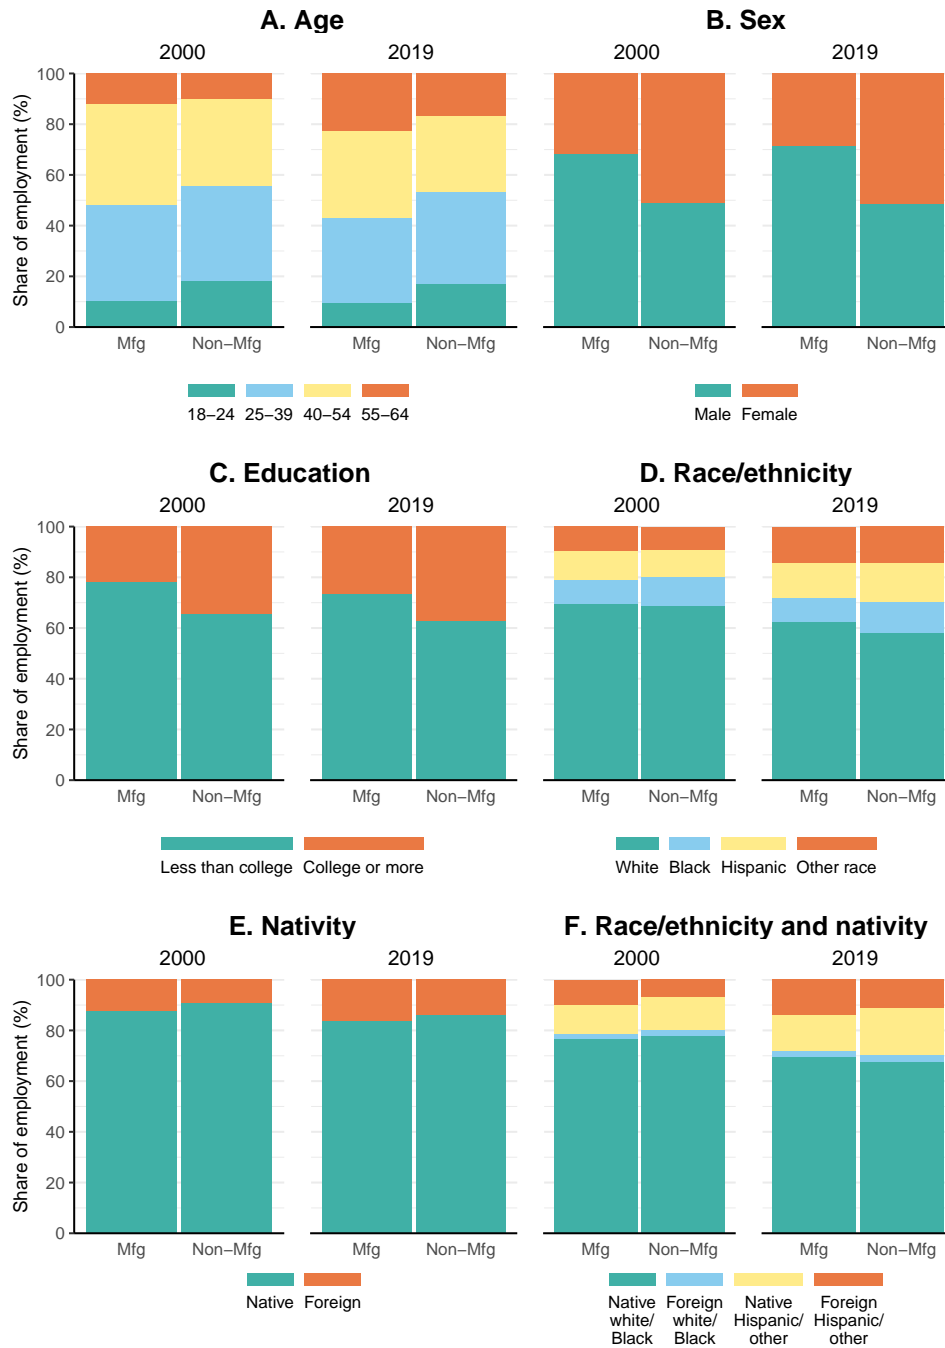 A. Age
2000
2019
Share of employment (%)
100
80
60
40
20
0
Mfg
Non−Mfg
Mfg
Non−Mfg
18−24
25−39
40−54
55−64
B. Sex
2000
2019
Mfg
Non−Mfg
Mfg
Non−Mfg
Male
Female
C. Education
2000
2019
Share of employment (%)
100
80
60
40
20
0
Mfg
Non−Mfg
Mfg
Non−Mfg
Less than college
College or more
D. Race/ethnicity
2000
2019
Mfg
Non−Mfg
Mfg
Non−Mfg
White
Black
Hispanic
Other race
E. Nativity
2000
2019
Share of employment (%)
100
80
60
40
20
0
Mfg
Non−Mfg
Mfg
Non−Mfg
Native
Foreign
F. Race/ethnicity and nativity
2000
2019
Mfg
Non−Mfg
Mfg
Non−Mfg
Native
white/
Black
Foreign
white/
Black
Native
Hispanic/
other
Foreign
Hispanic/
other